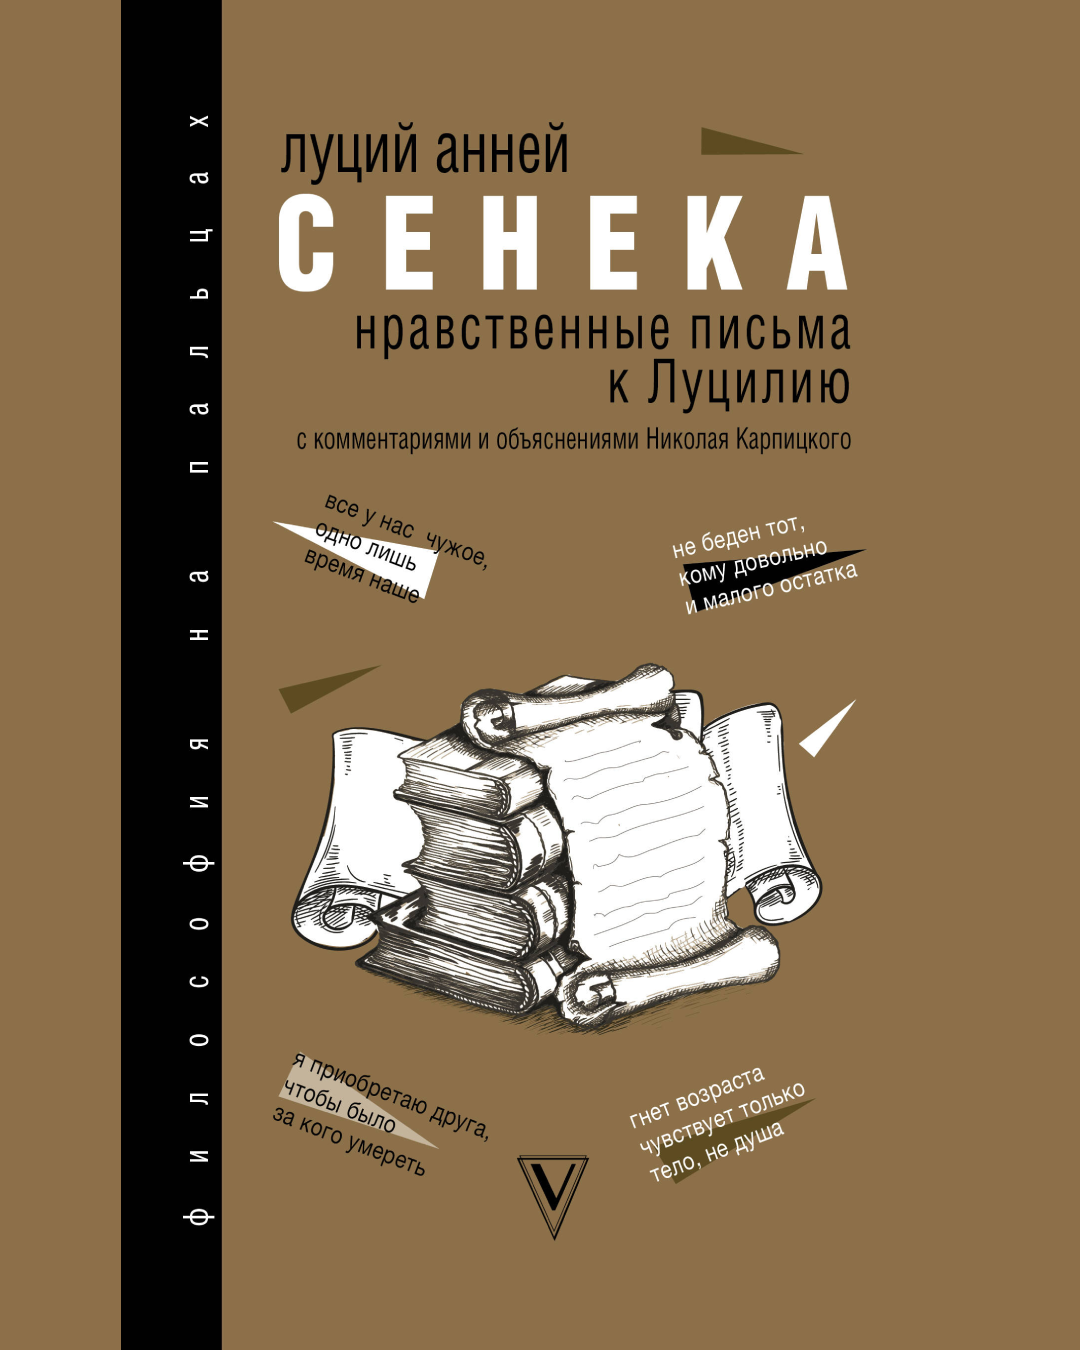 философия на пальцах
луций анней
СЕНЕКА
нравственные письма
к Луцилию
с комментариями и объяснениями Николая Карпицкого
все у нас чужое,
одно лишь
время наше
не беден тот,
кому довольно
и малого остатка
я приобретаю друга,
чтобы было
за кого умереть
гнет возраста
чувствует только
тело, не душа
V